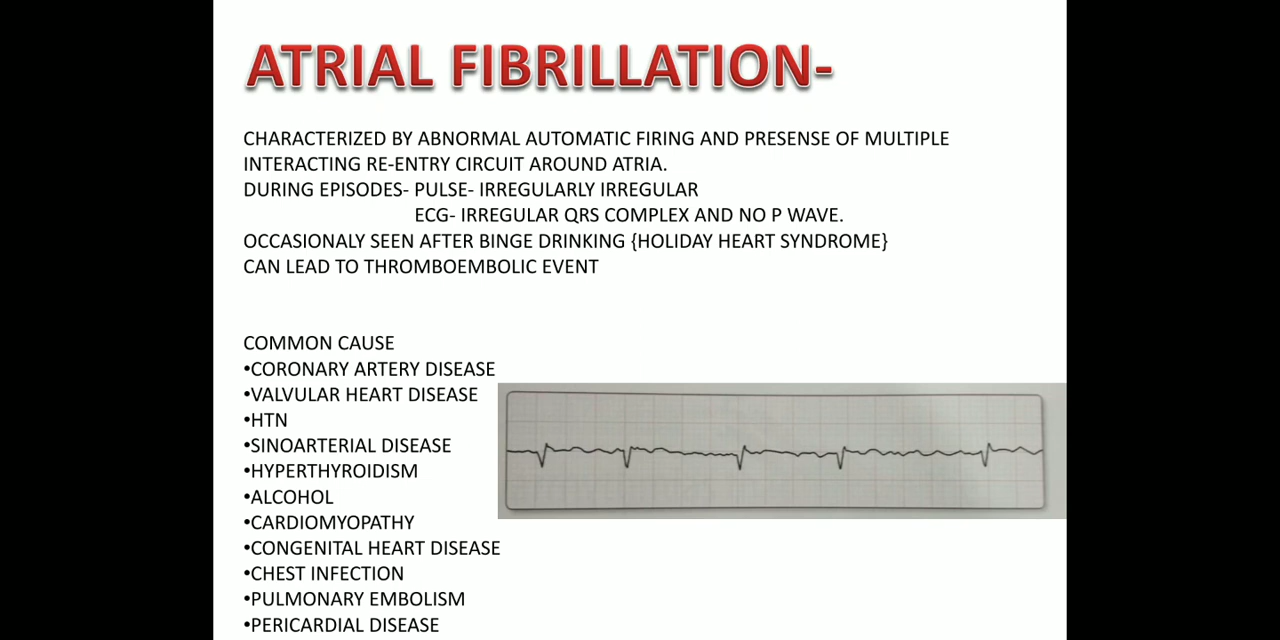 ATRIAL FIBRILLATION-
CHARACTERIZED BY ABNORMAL AUTOMATIC FIRING AND PRESENSE OF MULTIPLE
INTERACTING RE-ENTRY CIRCUIT AROUND ATRIA.
DURING EPISODES- PULSE- IRREGULARLY IRREGULAR
ECG- IRREGULAR QRS COMPLEX AND NO P WAVE.
OCCASIONALY SEEN AFTER BINGE DRINKING {HOLIDAY HEART SYNDROME}
CAN LEAD TO THROMBOEMBOLIC EVENT
COMMON CAUSE
•CORONARY ARTERY DISEASE
•VALVULAR HEART DISEASE
•HTN
•SINOARTERIAL DISEASE
•HYPERTHYROIDISM
•ALCOHOL
•CARDIOMYOPATHY
•CONGENITAL HEART DISEASE
•CHEST INFECTION
•PULMONARY EMBOLISM
•PERICARDIAL DISEASE